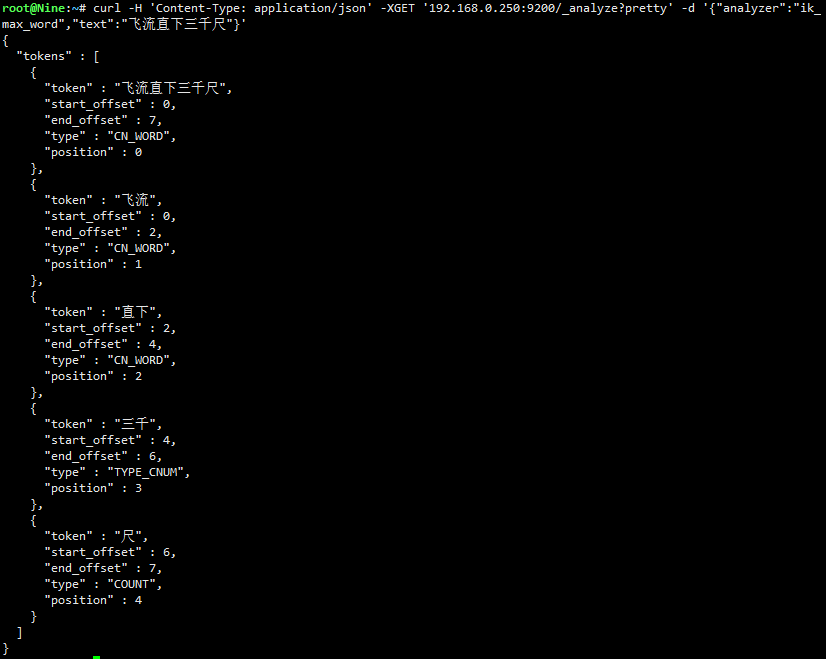 root@Nine:~# curl -H 'Content-Type: application/json' -XGET '192.168.0.250:9200/_analyze?pretty' -d '{"analyzer":"ik_
max_word","text":"飞流直下三千尺"}'
{
  "tokens" : [
    {
      "token" : "飞流直下三千尺",
      "start_offset" : 0,
      "end_offset" : 7,
      "type" : "CN_WORD",
      "position" : 0
    },
    {
      "token" : "飞流",
      "start_offset" : 0,
      "end_offset" : 2,
      "type" : "CN_WORD",
      "position" : 1
    },
    {
      "token" : "直下",
      "start_offset" : 2,
      "end_offset" : 4,
      "type" : "CN_WORD",
      "position" : 2
    },
    {
      "token" : "三千",
      "start_offset" : 4,
      "end_offset" : 6,
      "type" : "TYPE_CNUM",
      "position" : 3
    },
    {
      "token" : "尺",
      "start_offset" : 6,
      "end_offset" : 7,
      "type" : "COUNT",
      "position" : 4
    }
  ]
}